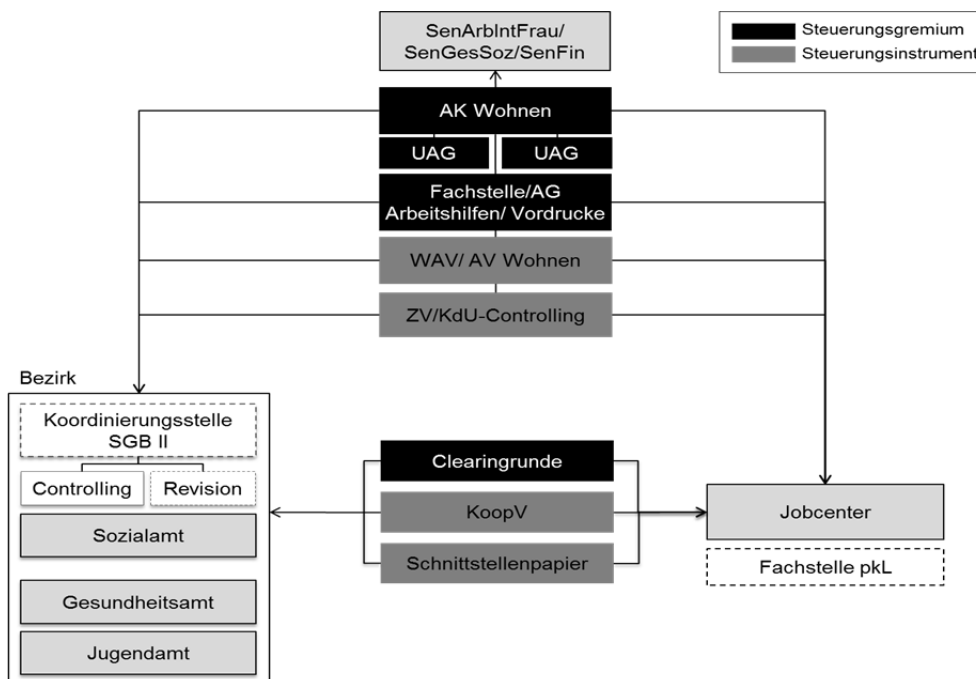 SenArbIntFrau/
SenGesSoz/SenFin
Steuerungsgremium
Steuerungsinstrument
AK Wohnen
UAG
UAG
Fachstelle/AG
Arbeitshilfen/ Vordrucke
WAV/ AV Wohnen
ZV/KdU-Controlling
Bezirk
Koordinierungsstelle
SGB II
Controlling
Revision
Sozialamt
Gesundheitsamt
Jugendamt
Clearingrunde
KoopV
Schnittstellenpapier
Jobcenter
Fachstelle pkL